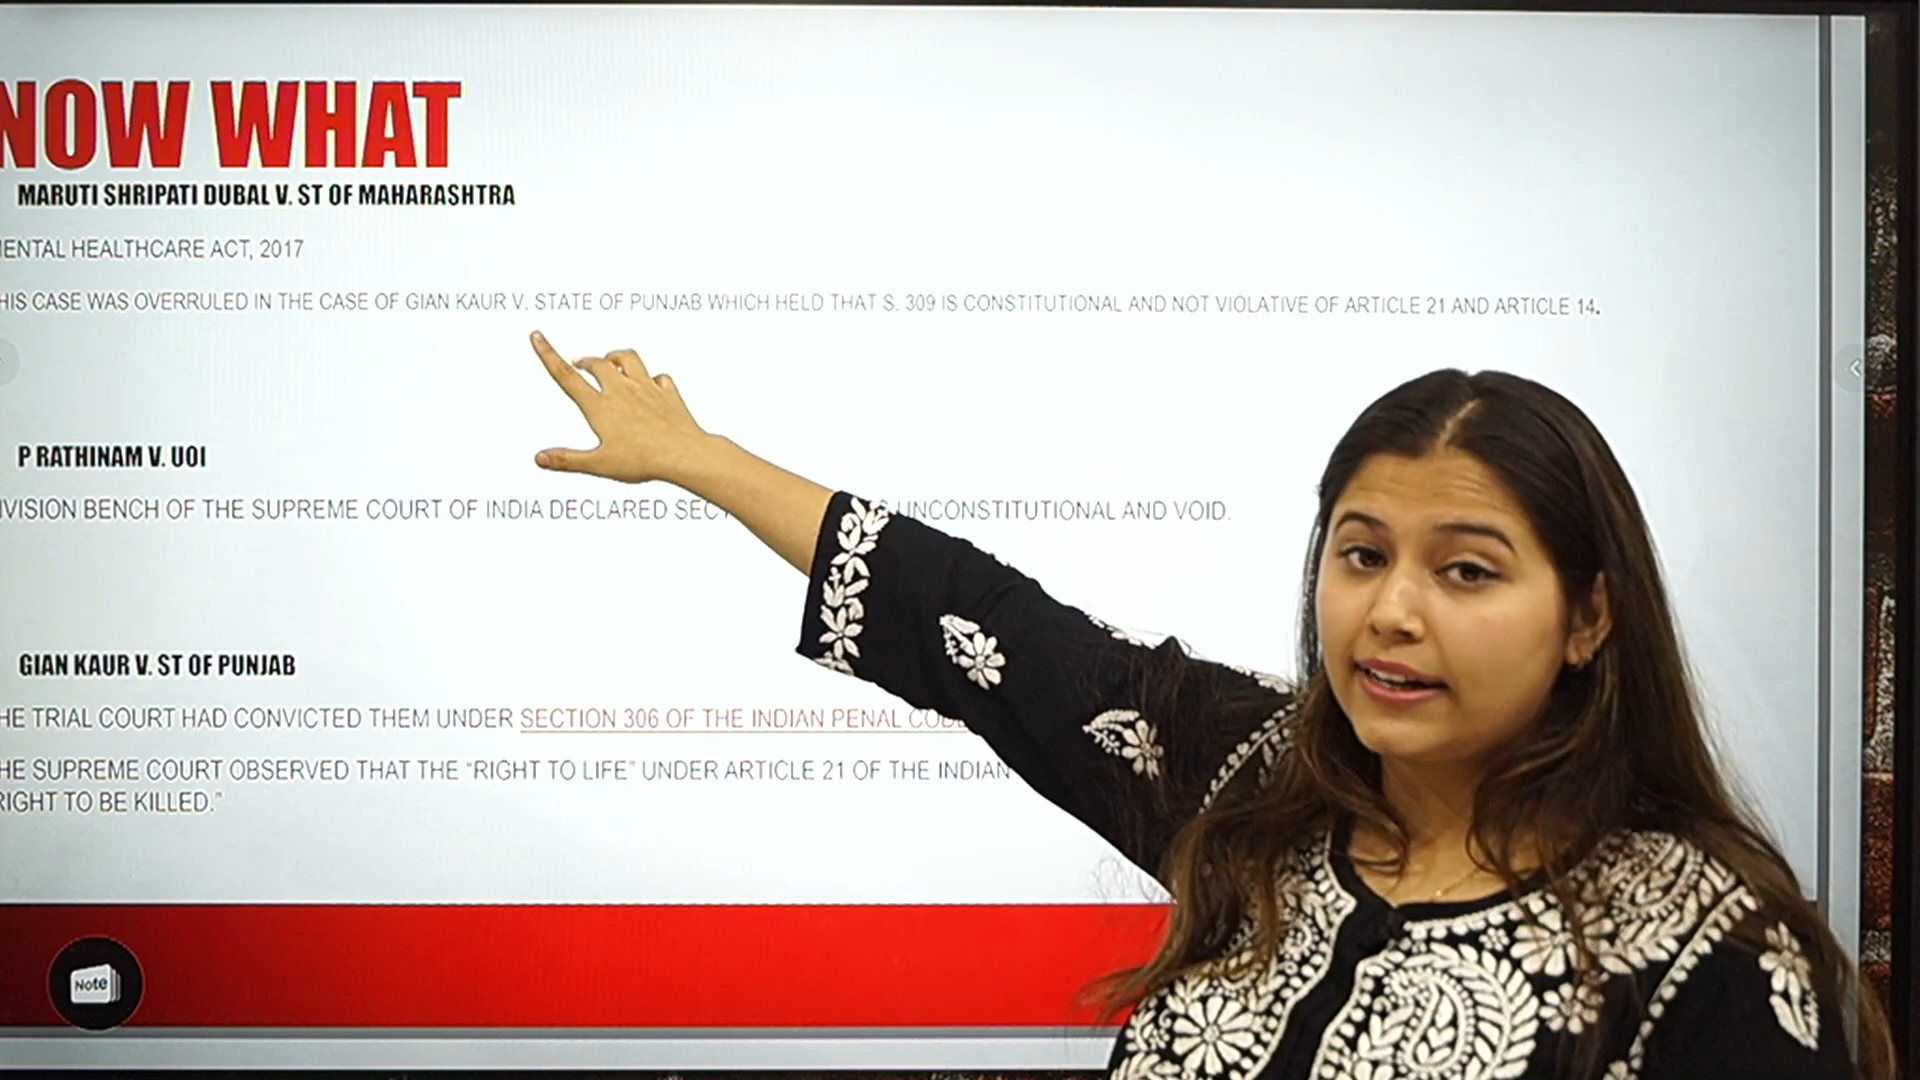 NOW WHAT
MARUTI SHRIPATI DUBAL V. ST OF MAHARASHTRA
ENTAL HEALTHCARE ACT, 2017
HIS CASE WAS OVERRULED IN THE CASE OF GIAN KAUR V. STATE OF PUNJAB WHICH HELD THAT S. 309 IS CONSTITUTIONAL AND NOT VIOLATIVE OF ARTICLE 21 AND ARTICLE 14.
P RATHINAM V. UOI
IVISION BENCH OF THE SUPREME COURT OF INDIA DECLARED SECT UNCONSTITUTIONAL AND VOID.
GIAN KAUR V. ST OF PUNJAB
HE TRIAL COURT HAD CONVICTED THEM UNDER SECTION 306 OF THE INDIAN PENAL CODE
HE SUPREME COURT OBSERVED THAT THE "RIGHT TO LIFE" UNDER ARTICLE 21 OF THE INDIAN
RIGHT TO BE KILLED."
Note